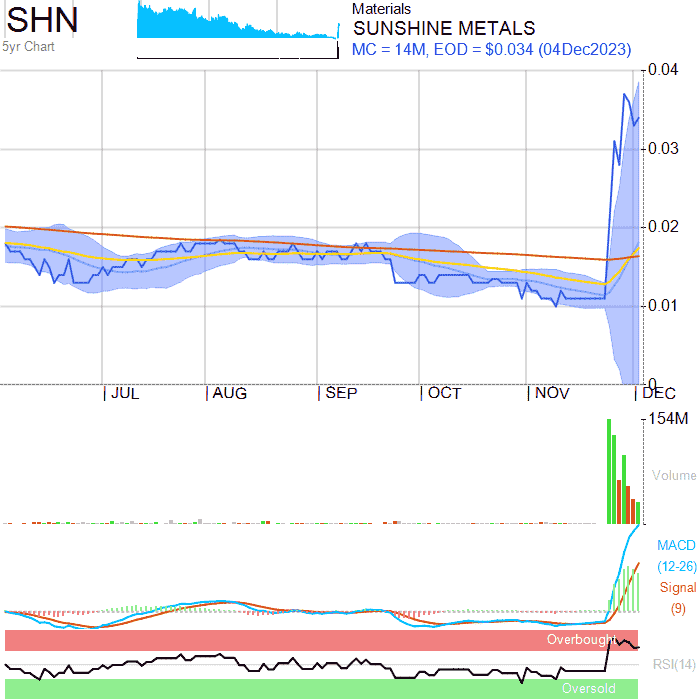 SHN
5yr Chart
Materials
SUNSHINE METALS
MC = 14M, EOD = $0.034 (04Dec2023)
0.04
0.03
0.02
0.01
0
JUL AUG SEP OCT NOV DEC
154M
Volume
MACD
(12-26)
Signal
(9)
Overbought
RSI(14)
Oversold